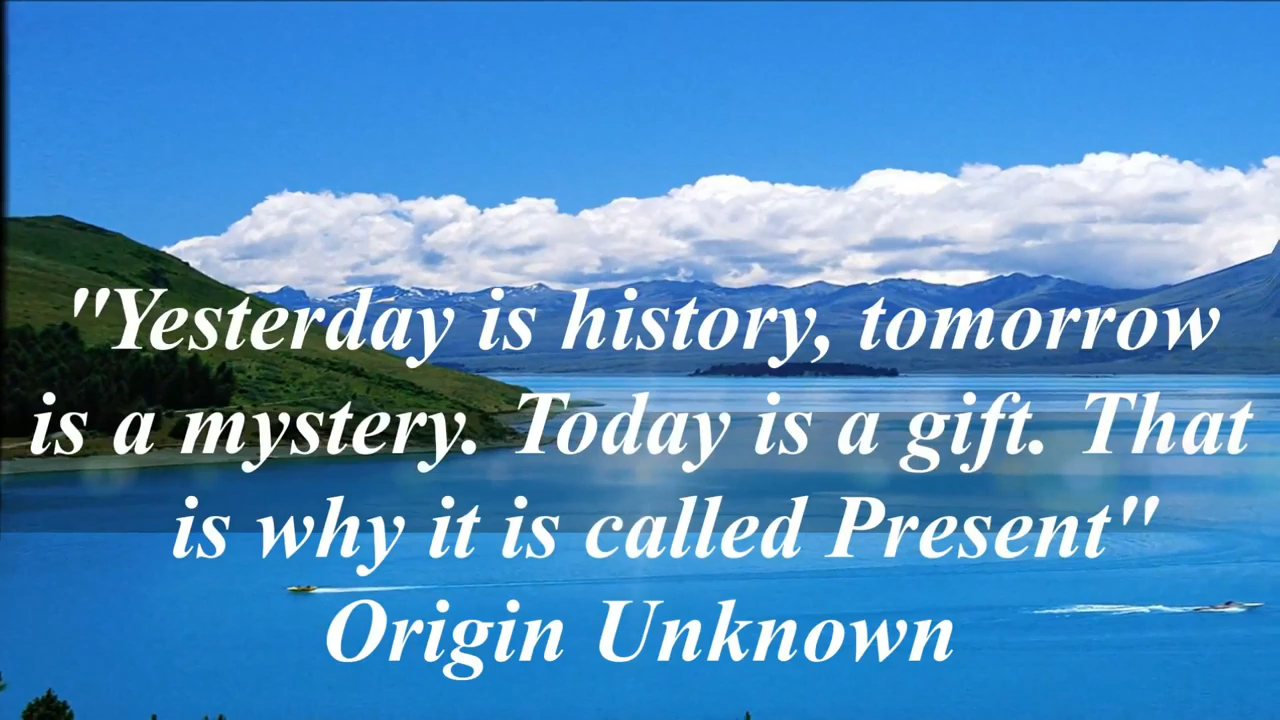 "Yesterday is history, tomorrow
is a mystery. Today is a gift. That
is why it is called Present"
Origin Unknown